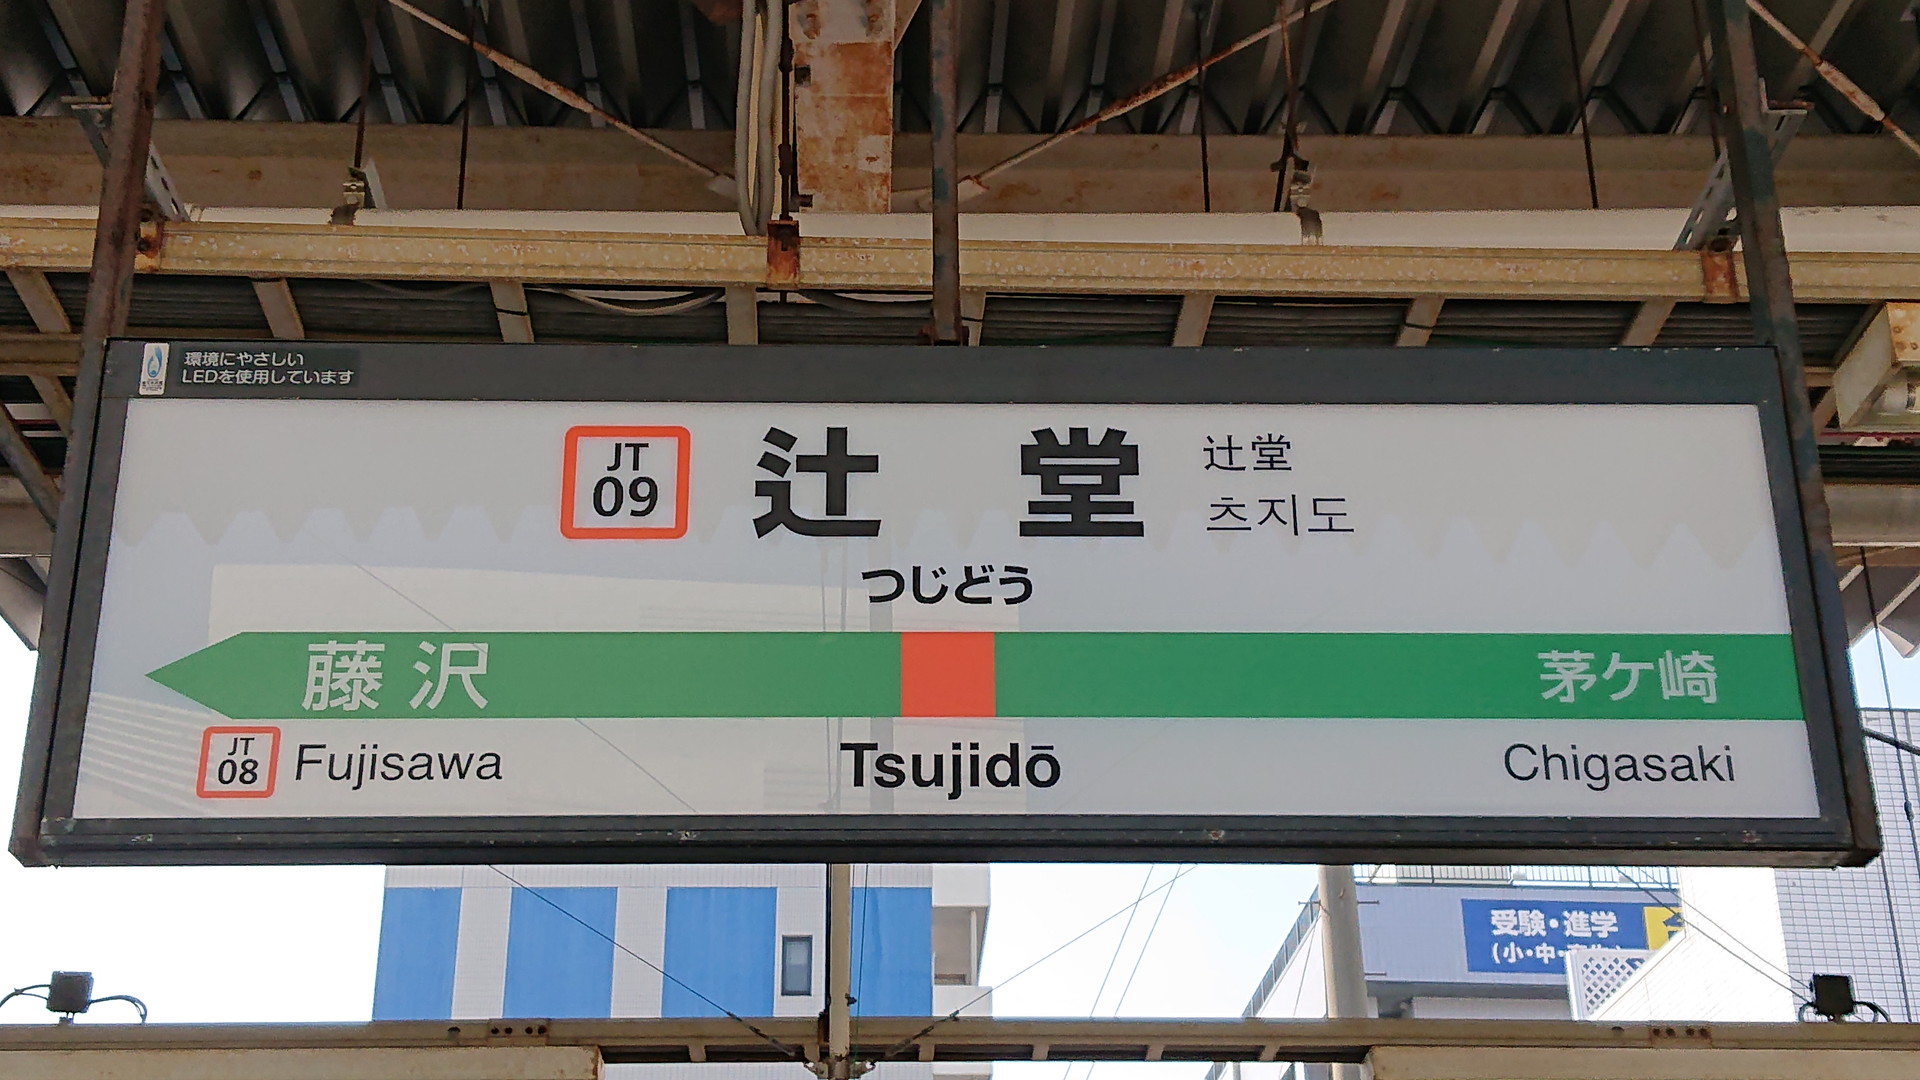 環境にやさしい
LEDを使用しています
JT
09
辻堂
辻堂
츠지도
つじどう
藤沢
茅ケ崎
JT
08
Fujisawa
Tsujidō
Chigasaki
受験・進学
(小・中・